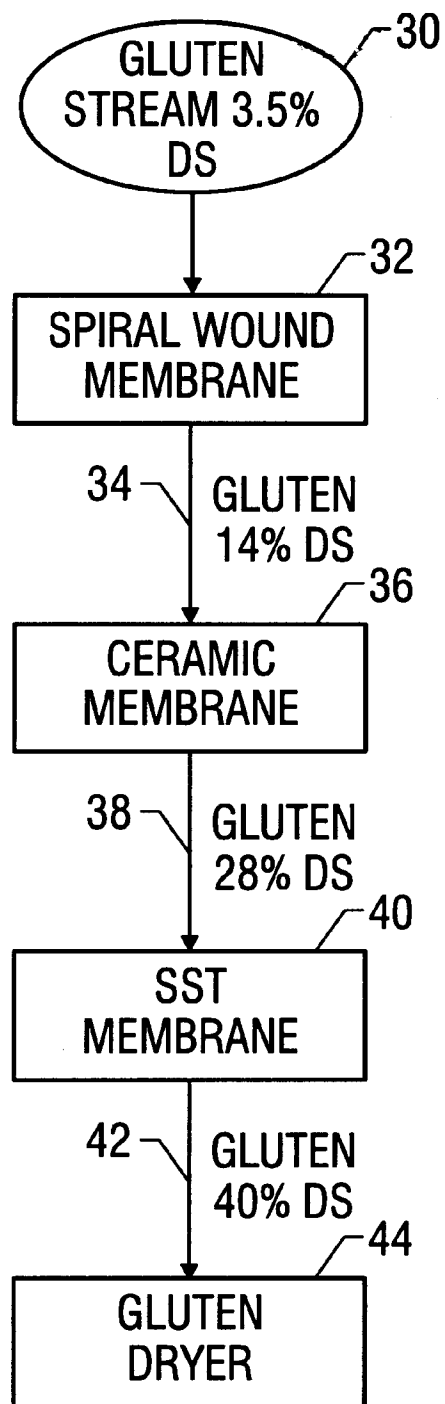 30
GLUTEN
STREAM 3.5%
DS
32
SPIRAL WOUND
MEMBRANE
34
GLUTEN
14% DS
36
CERAMIC
MEMBRANE
38
GLUTEN
28% DS
40
SST
MEMBRANE
42
GLUTEN
40% DS
44
GLUTEN
DRYER